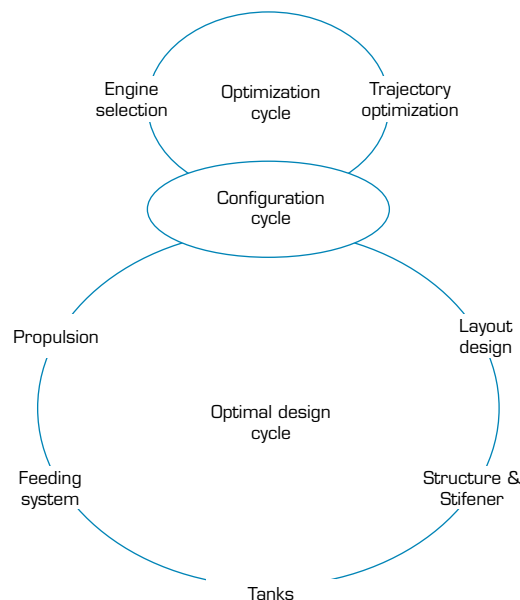 Engine
selection
Optimization
cycle
Trajectory
optimization
Configuration
cycle
Propulsion
Layout
design
Optimal design
cycle
Feeding
system
Structure &
Stifener
Tanks